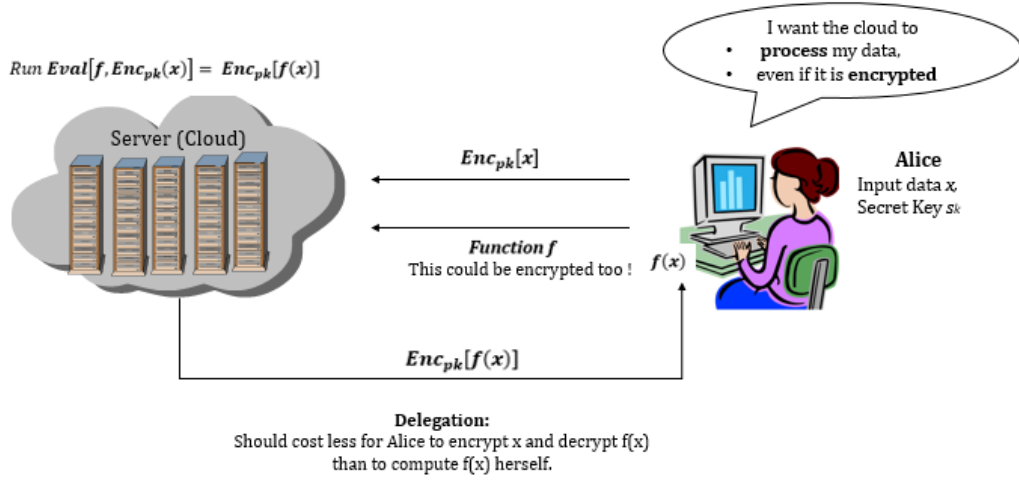 I want the cloud to
• process my data,
• even if it is encrypted
Run Eval[f, Enc_pk(x)] = Enc_pk[f(x)]
Server (Cloud)
Enc_pk[x]
Alice
Input data x,
Secret Key s_k
Function f
This could be encrypted too !
f(x)
Enc_pk[f(x)]
Delegation:
Should cost less for Alice to encrypt x and decrypt f(x)
than to compute f(x) herself.